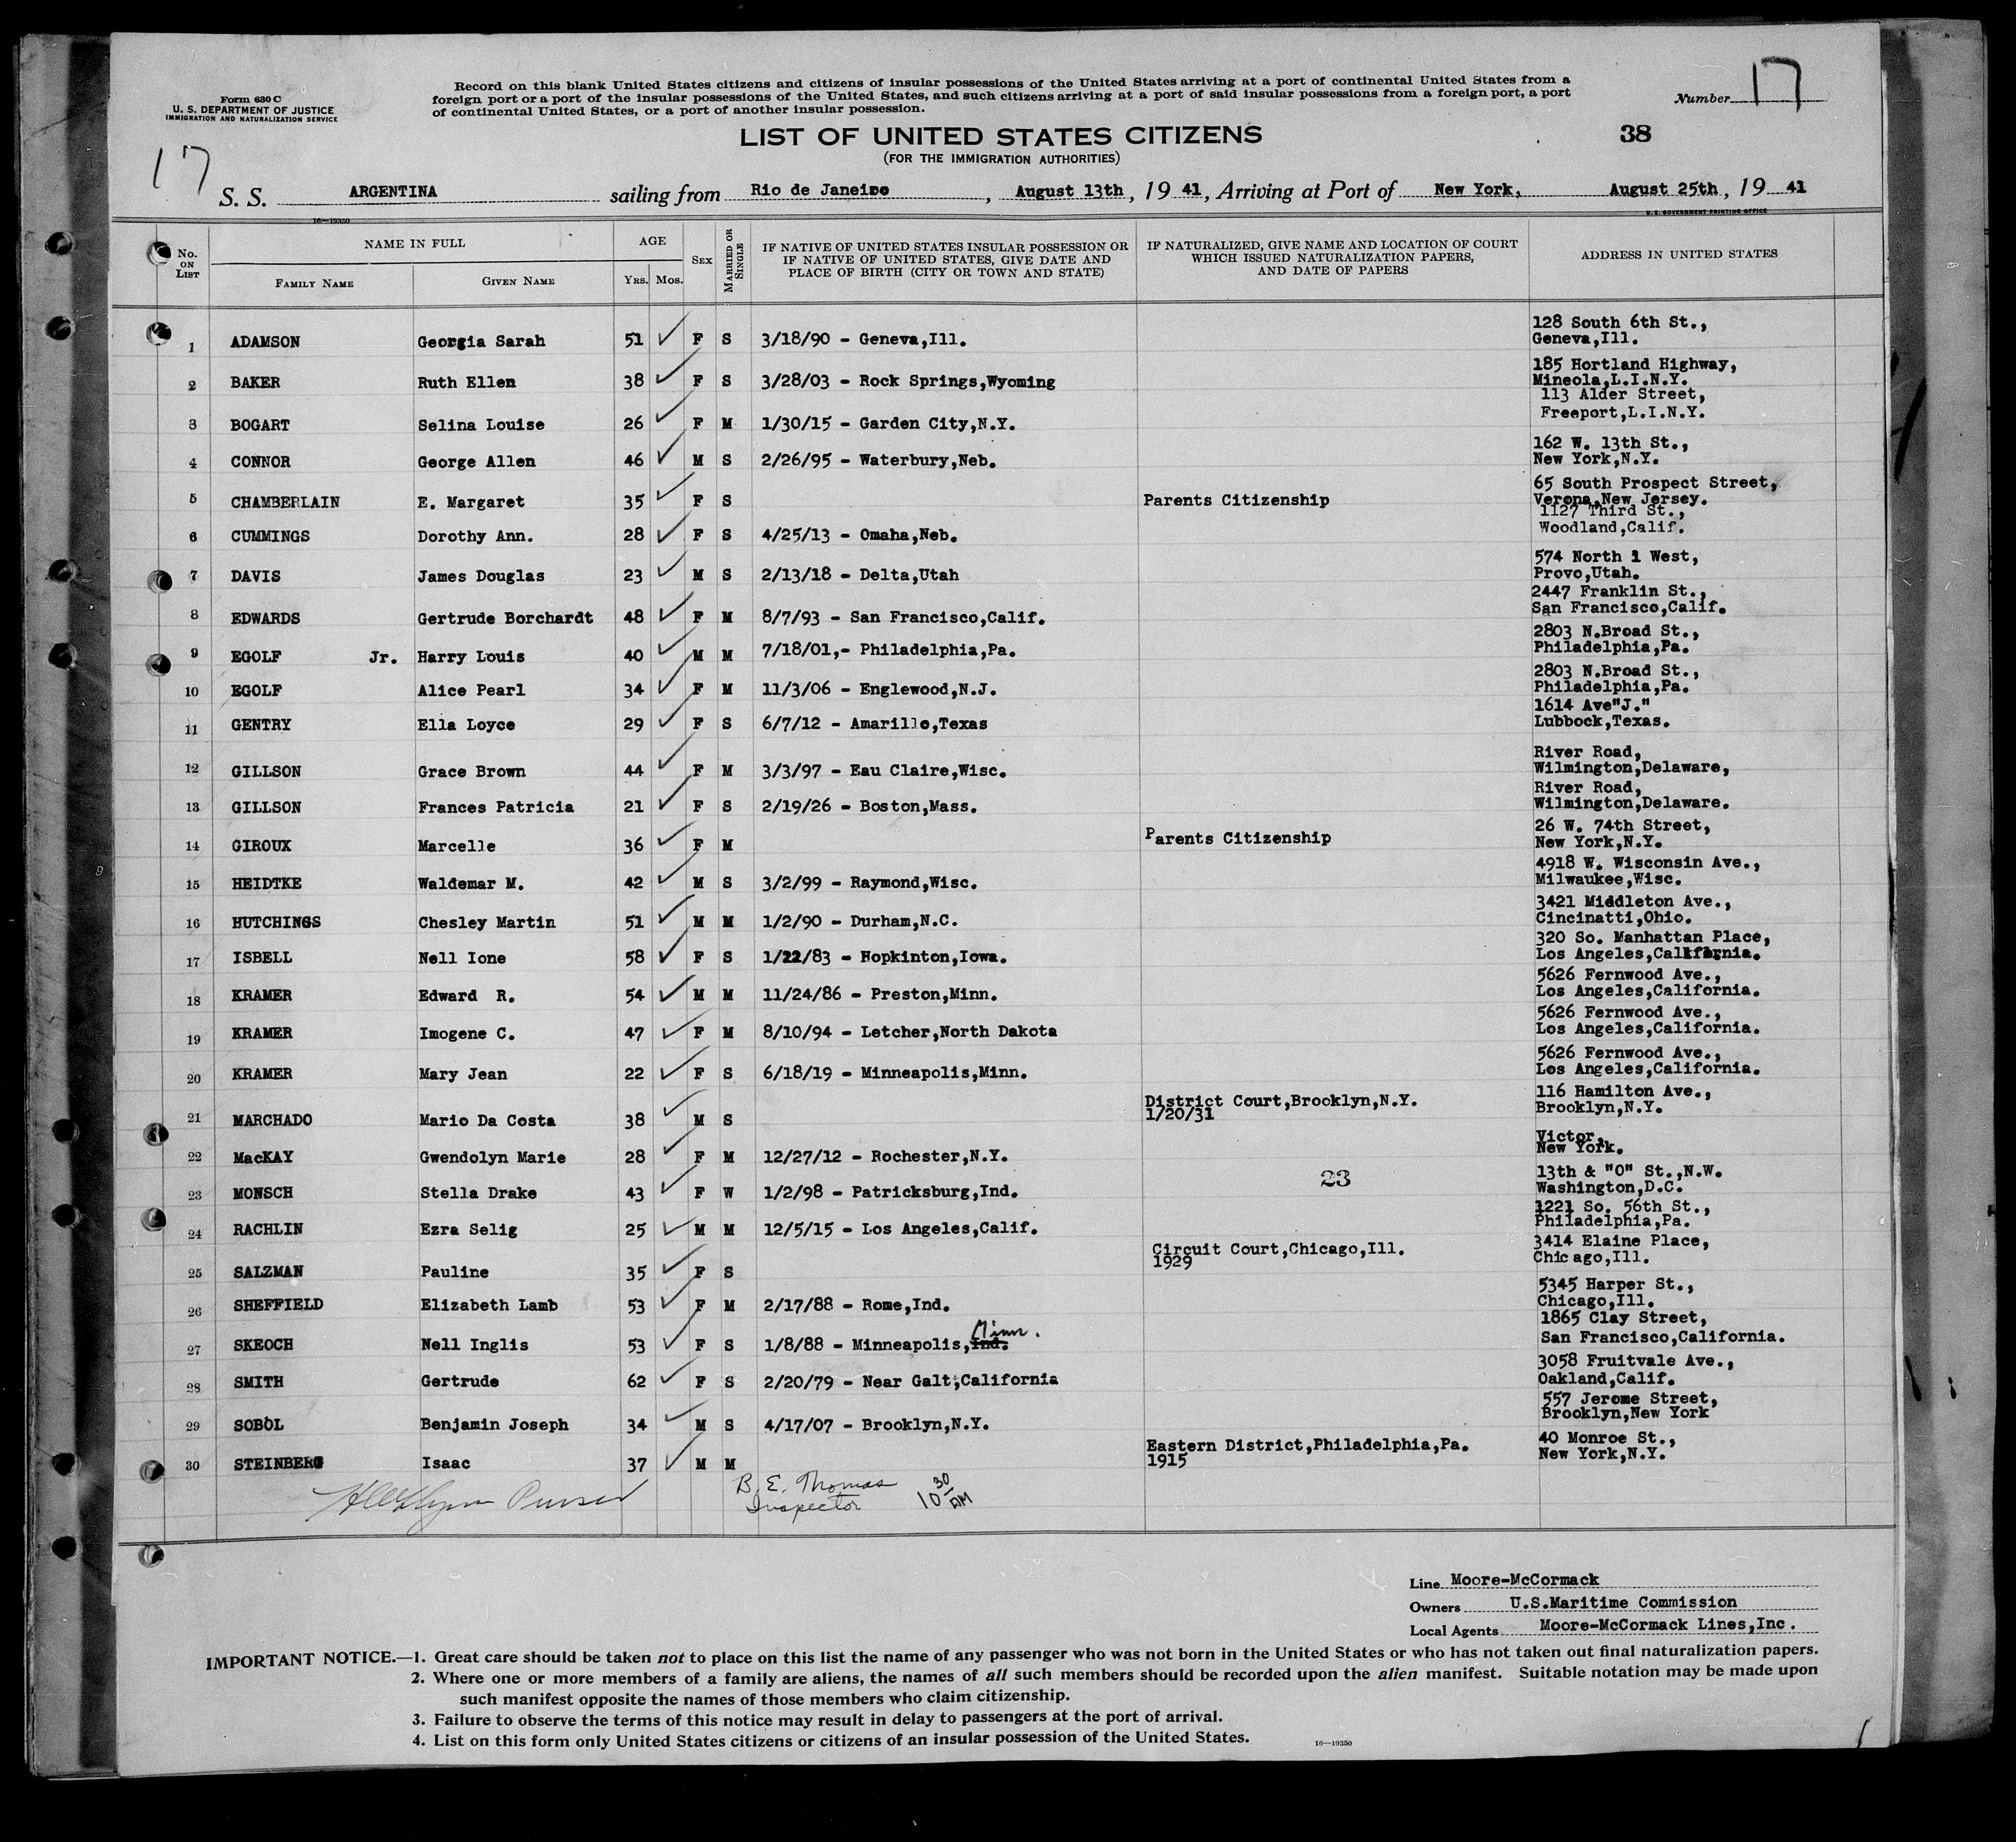 Form 630 C
U. S. DEPARTMENT OF JUSTICE
IMMIGRATION AND NATURALIZATION SERVICE
Record on this blank United States citizens and citizens of insular possessions of the United States arriving at a port of continental United States from a
foreign port or a port of the insular possessions of the United States, and such citizens arriving at a port of said insular possessions from a foreign port, a port
of continental United States, or a port of another insular possession.
Number 17
LIST OF UNITED STATES CITIZENS
(FOR THE IMMIGRATION AUTHORITIES)
38
17
S. S. ARGENTINA sailing from Rio de Janeiro, August 13th, 19 41, Arriving at Port of New York, August 25th, 19 41
16—19350
U. S. GOVERNMENT PRINTING OFFICE
No. ON LIST
NAME IN FULL
FAMILY NAME GIVEN NAME
AGE
YRS. MOS.
SEX
MARRIED OR SINGLE
IF NATIVE OF UNITED STATES INSULAR POSSESSION OR
IF NATIVE OF UNITED STATES, GIVE DATE AND
PLACE OF BIRTH (CITY OR TOWN AND STATE)
IF NATURALIZED, GIVE NAME AND LOCATION OF COURT
WHICH ISSUED NATURALIZATION PAPERS,
AND DATE OF PAPERS
ADDRESS IN UNITED STATES
1 ADAMSON Georgia Sarah 51 ✓ F S 3/18/90 - Geneva,Ill. 128 South 6th St.,
Geneva,Ill.
2 BAKER Ruth Ellen 38 ✓ F S 3/28/03 - Rock Springs,Wyoming 185 Hortland Highway,
Mineola,L.I.N.Y.
3 BOGART Selina Louise 26 ✓ F M 1/30/15 - Garden City,N.Y. 113 Alder Street,
Freeport,L.I.N.Y.
4 CONNOR George Allen 46 ✓ M S 2/26/95 - Waterbury,Neb. 162 W. 13th St.,
New York,N.Y.
5 CHAMBERLAIN E. Margaret 35 ✓ F S Parents Citizenship 65 South Prospect Street,
Verona,New Jersey.
6 CUMMINGS Dorothy Ann. 28 ✓ F S 4/25/13 - Omaha,Neb. 1127 Third St.,
Woodland,Calif.
7 DAVIS James Douglas 23 ✓ M S 2/13/18 - Delta,Utah 574 North 1 West,
Provo,Utah.
8 EDWARDS Gertrude Borchardt 48 ✓ F M 8/7/93 - San Francisco,Calif. 2447 Franklin St.,
San Francisco,Calif.
9 EGOLF Jr. Harry Louis 40 ✓ M M 7/18/01,- Philadelphia,Pa. 2803 N.Broad St.,
Philadelphia,Pa.
10 EGOLF Alice Pearl 34 ✓ F M 11/3/06 - Englewood,N.J. 2803 N.Broad St.,
Philadelphia,Pa.
11 GENTRY Ella Loyce 29 ✓ F S 6/7/12 - Amarillo,Texas 1614 Ave"J."
Lubbock,Texas.
12 GILLSON Grace Brown 44 ✓ F M 3/3/97 - Eau Claire,Wisc. River Road,
Wilmington,Delaware,
13 GILLSON Frances Patricia 21 ✓ F S 2/19/26 - Boston,Mass. River Road,
Wilmington,Delaware.
14 GIROUX Marcelle 36 ✓ F M Parents Citizenship 26 W. 74th Street,
New York,N.Y.
15 HEIDTKE Waldemar M. 42 ✓ M S 3/2/99 - Raymond,Wisc. 4918 W. Wisconsin Ave.,
Milwaukee,Wisc.
16 HUTCHINGS Chesley Martin 51 ✓ M M 1/2/90 - Durham,N.C. 3421 Middleton Ave.,
Cincinatti,Ohio.
17 ISBELL Nell Ione 58 ✓ F S 1/22/83 - Hopkinton,Iowa. 320 So. Manhattan Place,
Los Angeles,California.
18 KRAMER Edward R. 54 ✓ M M 11/24/86 - Preston,Minn. 5626 Fernwood Ave.,
Los Angeles,California.
19 KRAMER Imogene C. 47 ✓ F M 8/10/94 - Letcher,North Dakota 5626 Fernwood Ave.,
Los Angeles,California.
20 KRAMER Mary Jean 22 ✓ F S 6/18/19 - Minneapolis,Minn. 5626 Fernwood Ave.,
Los Angeles,California.
21 MARCHADO Mario Da Costa 38 ✓ M S District Court,Brooklyn,N.Y.
1/20/31 116 Hamilton Ave.,
Brooklyn,N.Y.
22 MacKAY Gwendolyn Marie 28 ✓ F M 12/27/12 - Rochester,N.Y. Victor,
New York.
23 MONSCH Stella Drake 43 ✓ F W 1/2/98 - Patricksburg,Ind. 23 13th & "O" St.,N.W.
Washington,D.C.
24 RACHLIN Ezra Selig 25 ✓ M M 12/5/15 - Los Angeles,Calif. 1221 So. 56th St.,
Philadelphia,Pa.
25 SALZMAN Pauline 35 ✓ F S Circuit Court,Chicago,Ill.
1929 3414 Elaine Place,
Chicago,Ill.
26 SHEFFIELD Elizabeth Lamb 53 ✓ F M 2/17/88 - Rome,Ind. 5345 Harper St.,
Chicago,Ill.
27 SKEOCH Nell Inglis 53 ✓ F S 1/8/88 - Minneapolis,Ind. Minn. 1865 Clay Street,
San Francisco,California.
28 SMITH Gertrude 62 ✓ F S 2/20/79 - Near Galt,California 3058 Fruitvale Ave.,
Oakland,Calif.
29 SOBOL Benjamin Joseph 34 ✓ M S 4/17/07 - Brooklyn,N.Y. 557 Jerome Street,
Brooklyn,New York
30 STEINBERG Isaac 37 ✓ M M Eastern District,Philadelphia,Pa.
1915 40 Monroe St.,
New York,N.Y.
Purser
B. E. Thomas
Inspector 10 30 AM
Line Moore-McCormack
Owners U.S.Maritime Commission
Local Agents Moore-McCormack Lines,Inc.
IMPORTANT NOTICE.—1. Great care should be taken not to place on this list the name of any passenger who was not born in the United States or who has not taken out final naturalization papers.
2. Where one or more members of a family are aliens, the names of all such members should be recorded upon the alien manifest. Suitable notation may be made upon
such manifest opposite the names of those members who claim citizenship.
3. Failure to observe the terms of this notice may result in delay to passengers at the port of arrival.
4. List on this form only United States citizens or citizens of an insular possession of the United States.
16—19350